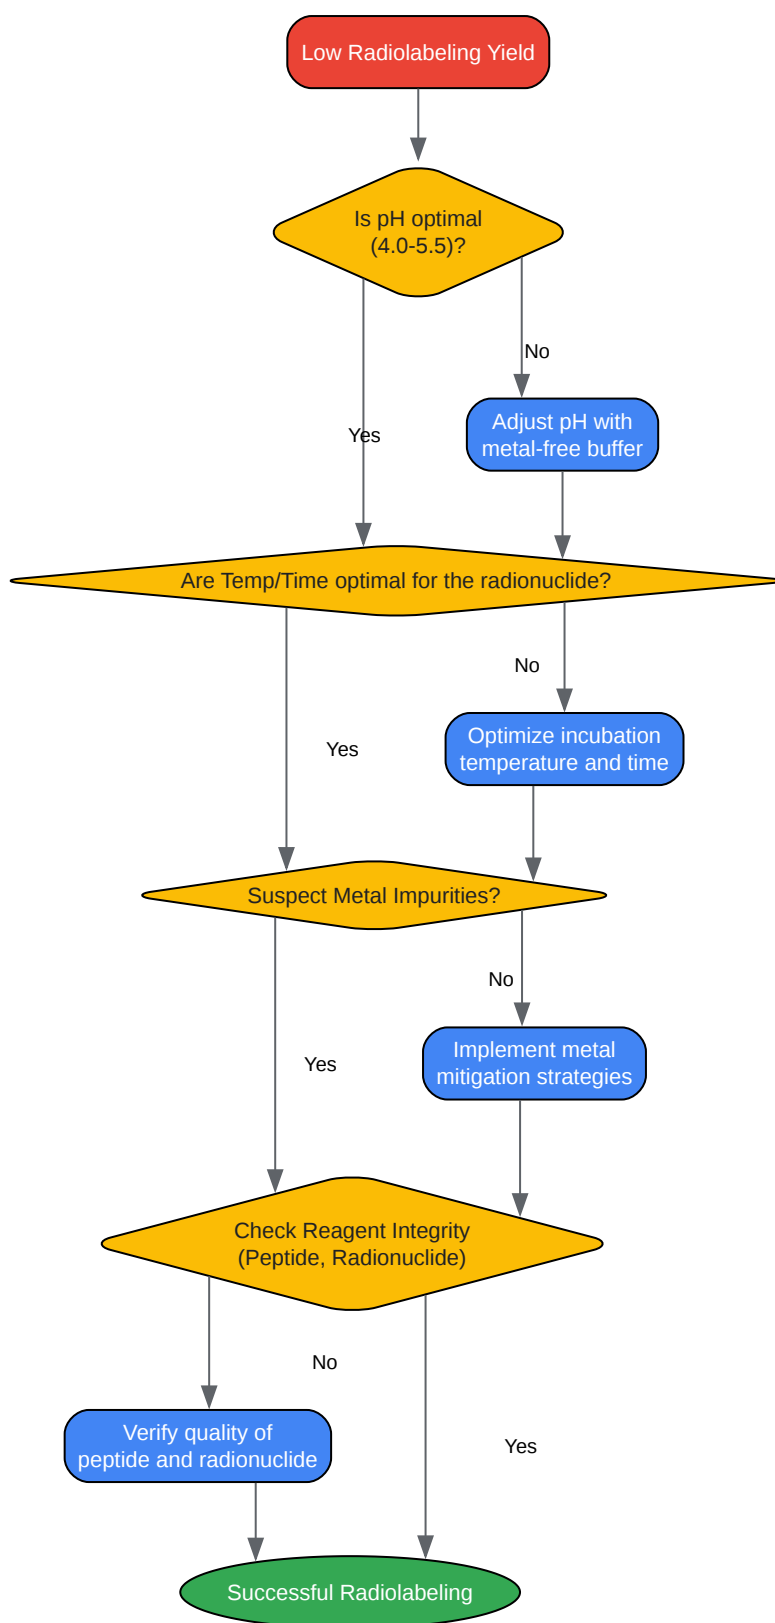 Low Radiolabeling Yield
Is pH optimal
(4.0-5.5)?
No
Adjust pH with
metal-free buffer
Yes
Are Temp/Time optimal for the radionuclide?
No
Optimize incubation
temperature and time
Yes
Suspect Metal Impurities?
No
Implement metal
mitigation strategies
Yes
Check Reagent Integrity
(Peptide, Radionuclide)
No
Verify quality of
peptide and radionuclide
Yes
Successful Radiolabeling